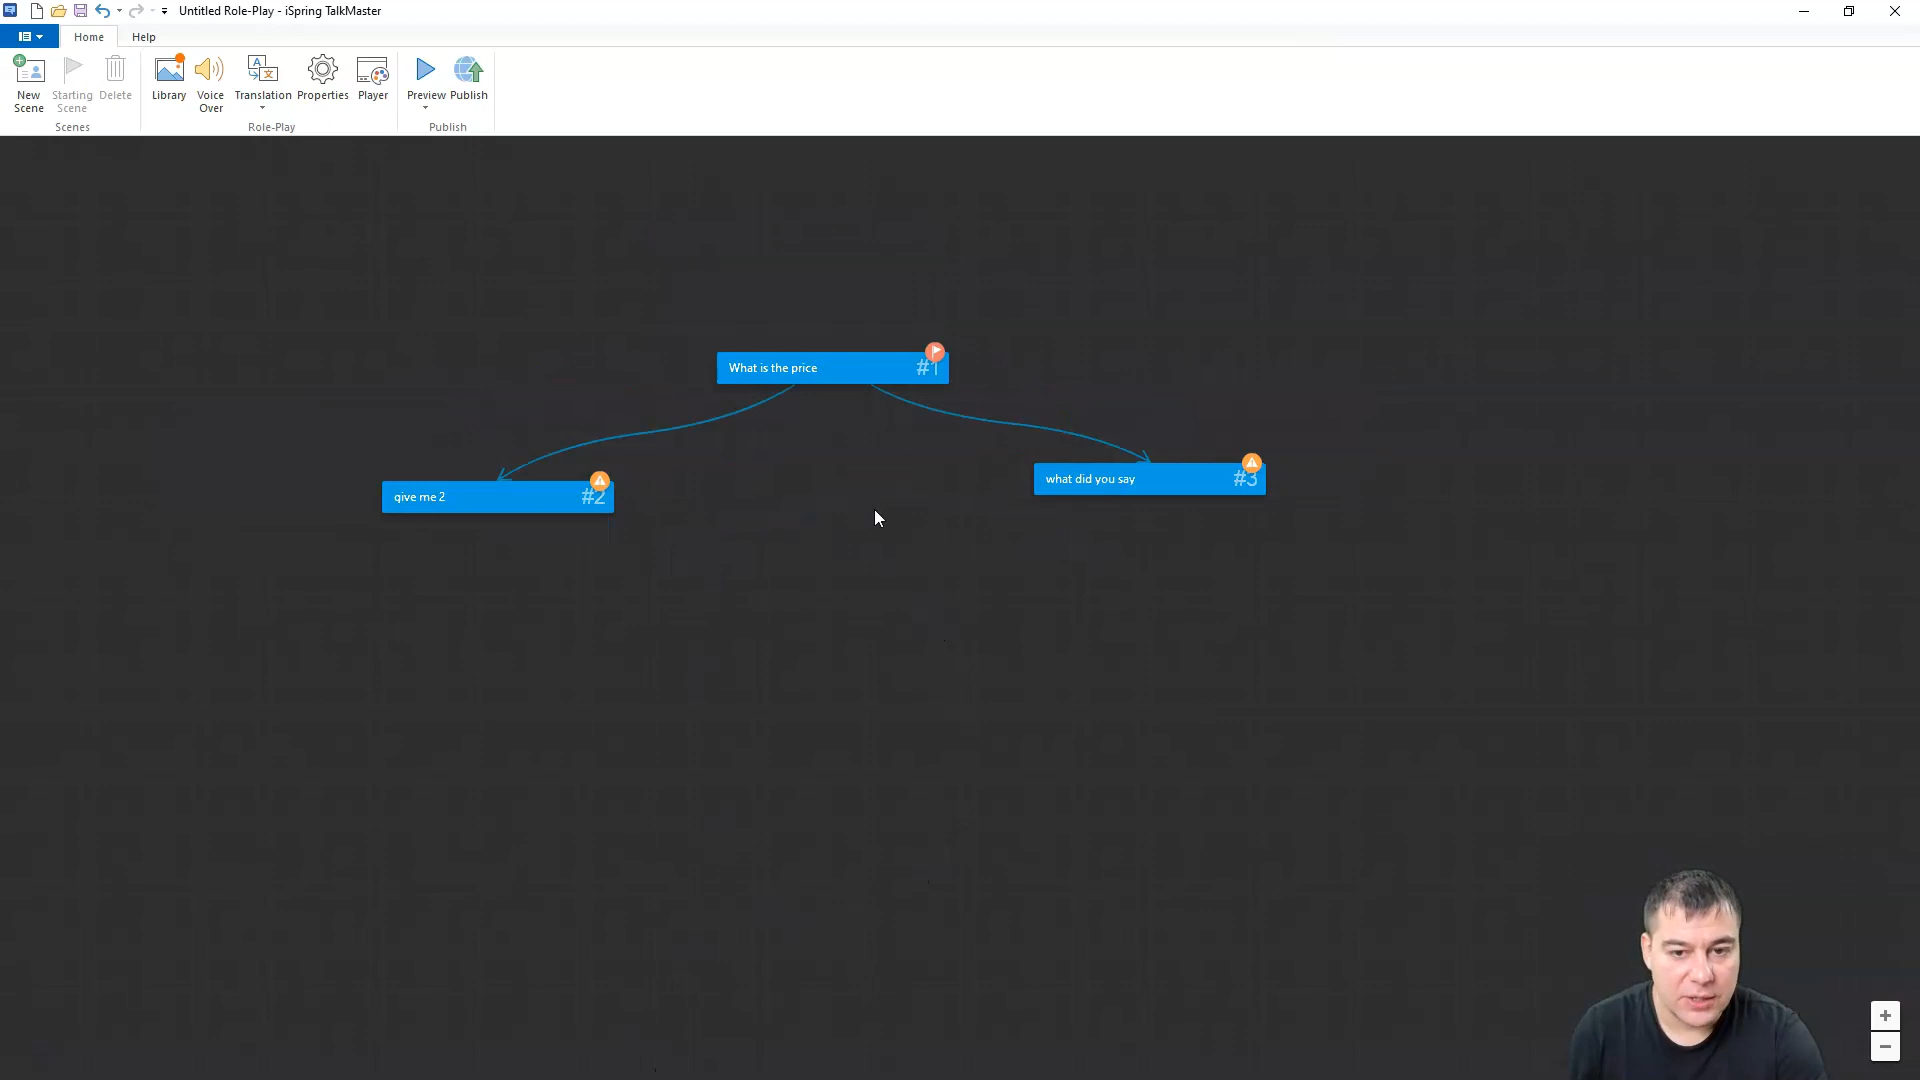 Untitled Role-Play - iSpring TalkMaster
Home
Help
New Scene
Starting Scene
Delete
Scenes
Library
Voice Over
Translation
Properties
Player
Role-Play
Preview
Publish
Publish
What is the price
#1
give me 2
#2
what did you say
#3